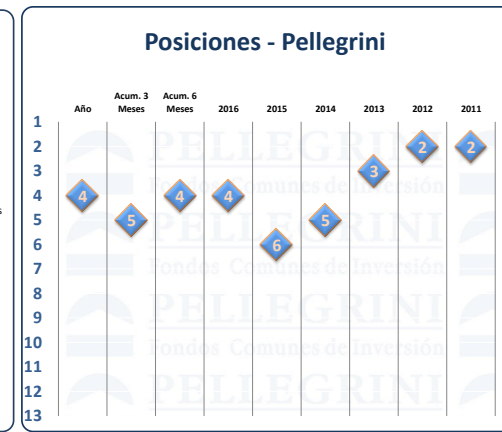 Posiciones - Pellegrini
Año
Acum. 3 Meses
Acum. 6 Meses
2016
2015
2014
2013
2012
2011
1
2
3
4
5
6
7
8
9
10
11
12
13
4
5
4
4
6
5
3
2
2
PELLEGRINI
Fondos Comunes de Inversión
PELLEGRINI
Fondos Comunes de Inversión
PELLEGRINI
Fondos Comunes de Inversión
PELLEGRINI
s